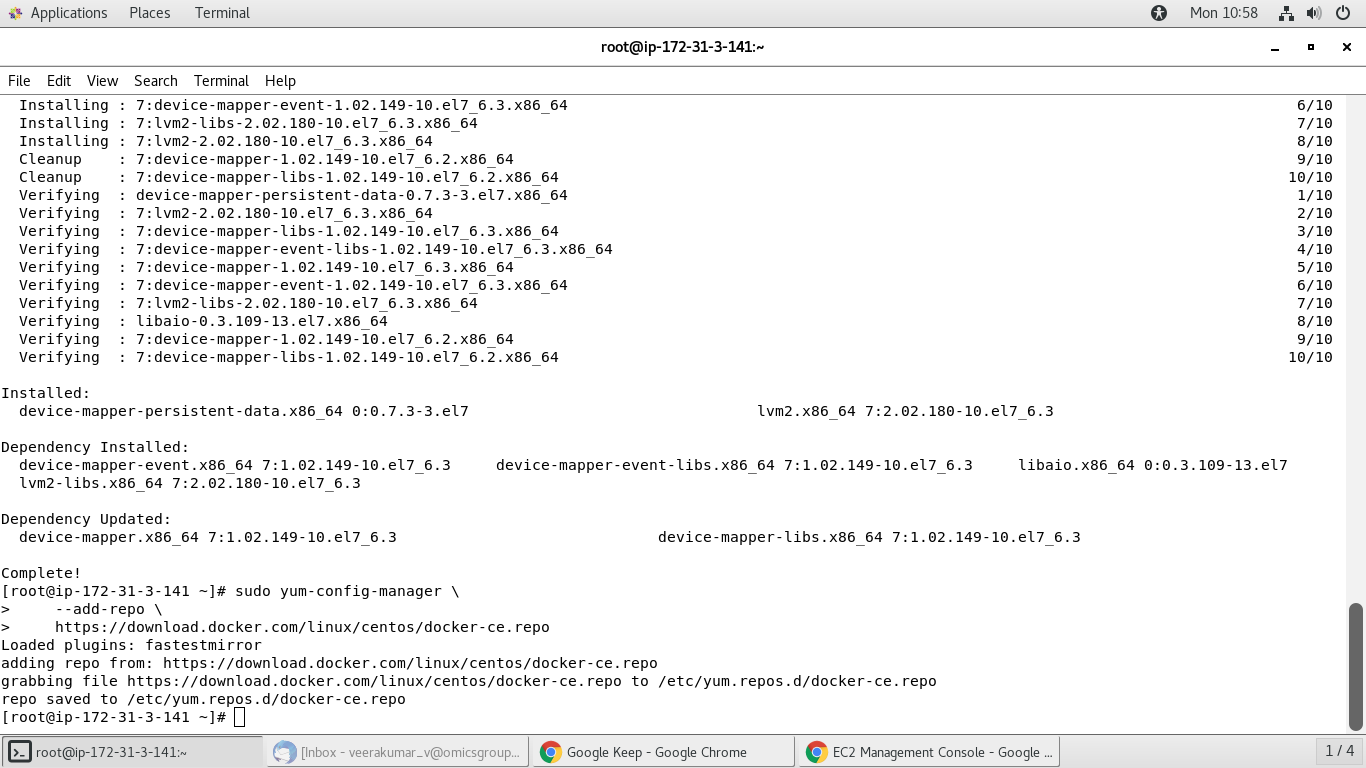 Applications Places Terminal Mon 10:58
root@ip-172-31-3-141:~
File Edit View Search Terminal Help
Installing : 7:device-mapper-event-1.02.149-10.el7_6.3.x86_64 6/10
Installing : 7:lvm2-libs-2.02.180-10.el7_6.3.x86_64 7/10
Installing : 7:lvm2-2.02.180-10.el7_6.3.x86_64 8/10
Cleanup : 7:device-mapper-1.02.149-10.el7_6.2.x86_64 9/10
Cleanup : 7:device-mapper-libs-1.02.149-10.el7_6.2.x86_64 10/10
Verifying : device-mapper-persistent-data-0.7.3-3.el7.x86_64 1/10
Verifying : 7:lvm2-2.02.180-10.el7_6.3.x86_64 2/10
Verifying : 7:device-mapper-libs-1.02.149-10.el7_6.3.x86_64 3/10
Verifying : 7:device-mapper-event-libs-1.02.149-10.el7_6.3.x86_64 4/10
Verifying : 7:device-mapper-1.02.149-10.el7_6.3.x86_64 5/10
Verifying : 7:device-mapper-event-1.02.149-10.el7_6.3.x86_64 6/10
Verifying : 7:lvm2-libs-2.02.180-10.el7_6.3.x86_64 7/10
Verifying : libaio-0.3.109-13.el7.x86_64 8/10
Verifying : 7:device-mapper-1.02.149-10.el7_6.2.x86_64 9/10
Verifying : 7:device-mapper-libs-1.02.149-10.el7_6.2.x86_64 10/10
Installed:
device-mapper-persistent-data.x86_64 0:0.7.3-3.el7 lvm2.x86_64 7:2.02.180-10.el7_6.3
Dependency Installed:
device-mapper-event.x86_64 7:1.02.149-10.el7_6.3 device-mapper-event-libs.x86_64 7:1.02.149-10.el7_6.3 libaio.x86_64 0:0.3.109-13.el7
lvm2-libs.x86_64 7:2.02.180-10.el7_6.3
Dependency Updated:
device-mapper.x86_64 7:1.02.149-10.el7_6.3 device-mapper-libs.x86_64 7:1.02.149-10.el7_6.3
Complete!
[root@ip-172-31-3-141 ~]# sudo yum-config-manager \
> --add-repo \
> https://download.docker.com/linux/centos/docker-ce.repo
Loaded plugins: fastestmirror
adding repo from: https://download.docker.com/linux/centos/docker-ce.repo
grabbing file https://download.docker.com/linux/centos/docker-ce.repo to /etc/yum.repos.d/docker-ce.repo
repo saved to /etc/yum.repos.d/docker-ce.repo
[root@ip-172-31-3-141 ~]#
root@ip-172-31-3-141:~ [Inbox - veerakumar_v@omicsgroup... Google Keep - Google Chrome EC2 Management Console - Google ... 1 / 4